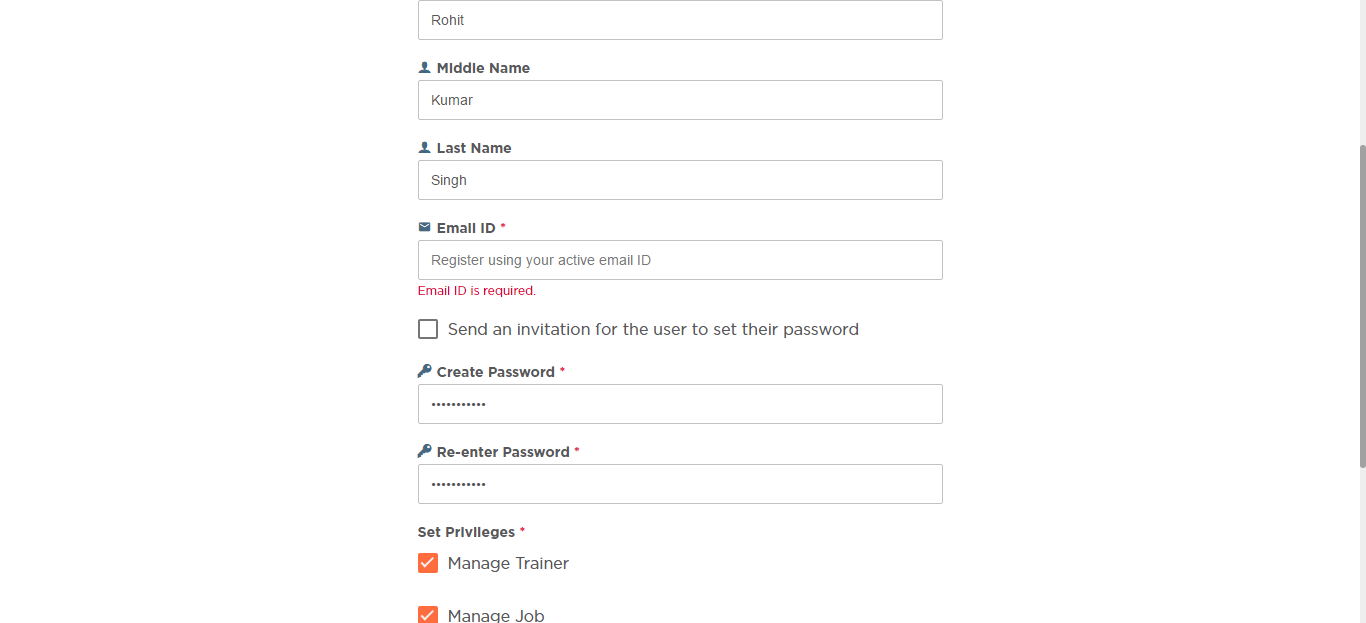 Rohit
Middle Name
Kumar
Last Name
Singh
Email ID *
Register using your active email ID
Email ID is required.
Send an invitation for the user to set their password
Create Password *
•••••••••••
Re-enter Password *
•••••••••••
Set Privileges *
Manage Trainer
Manage Job